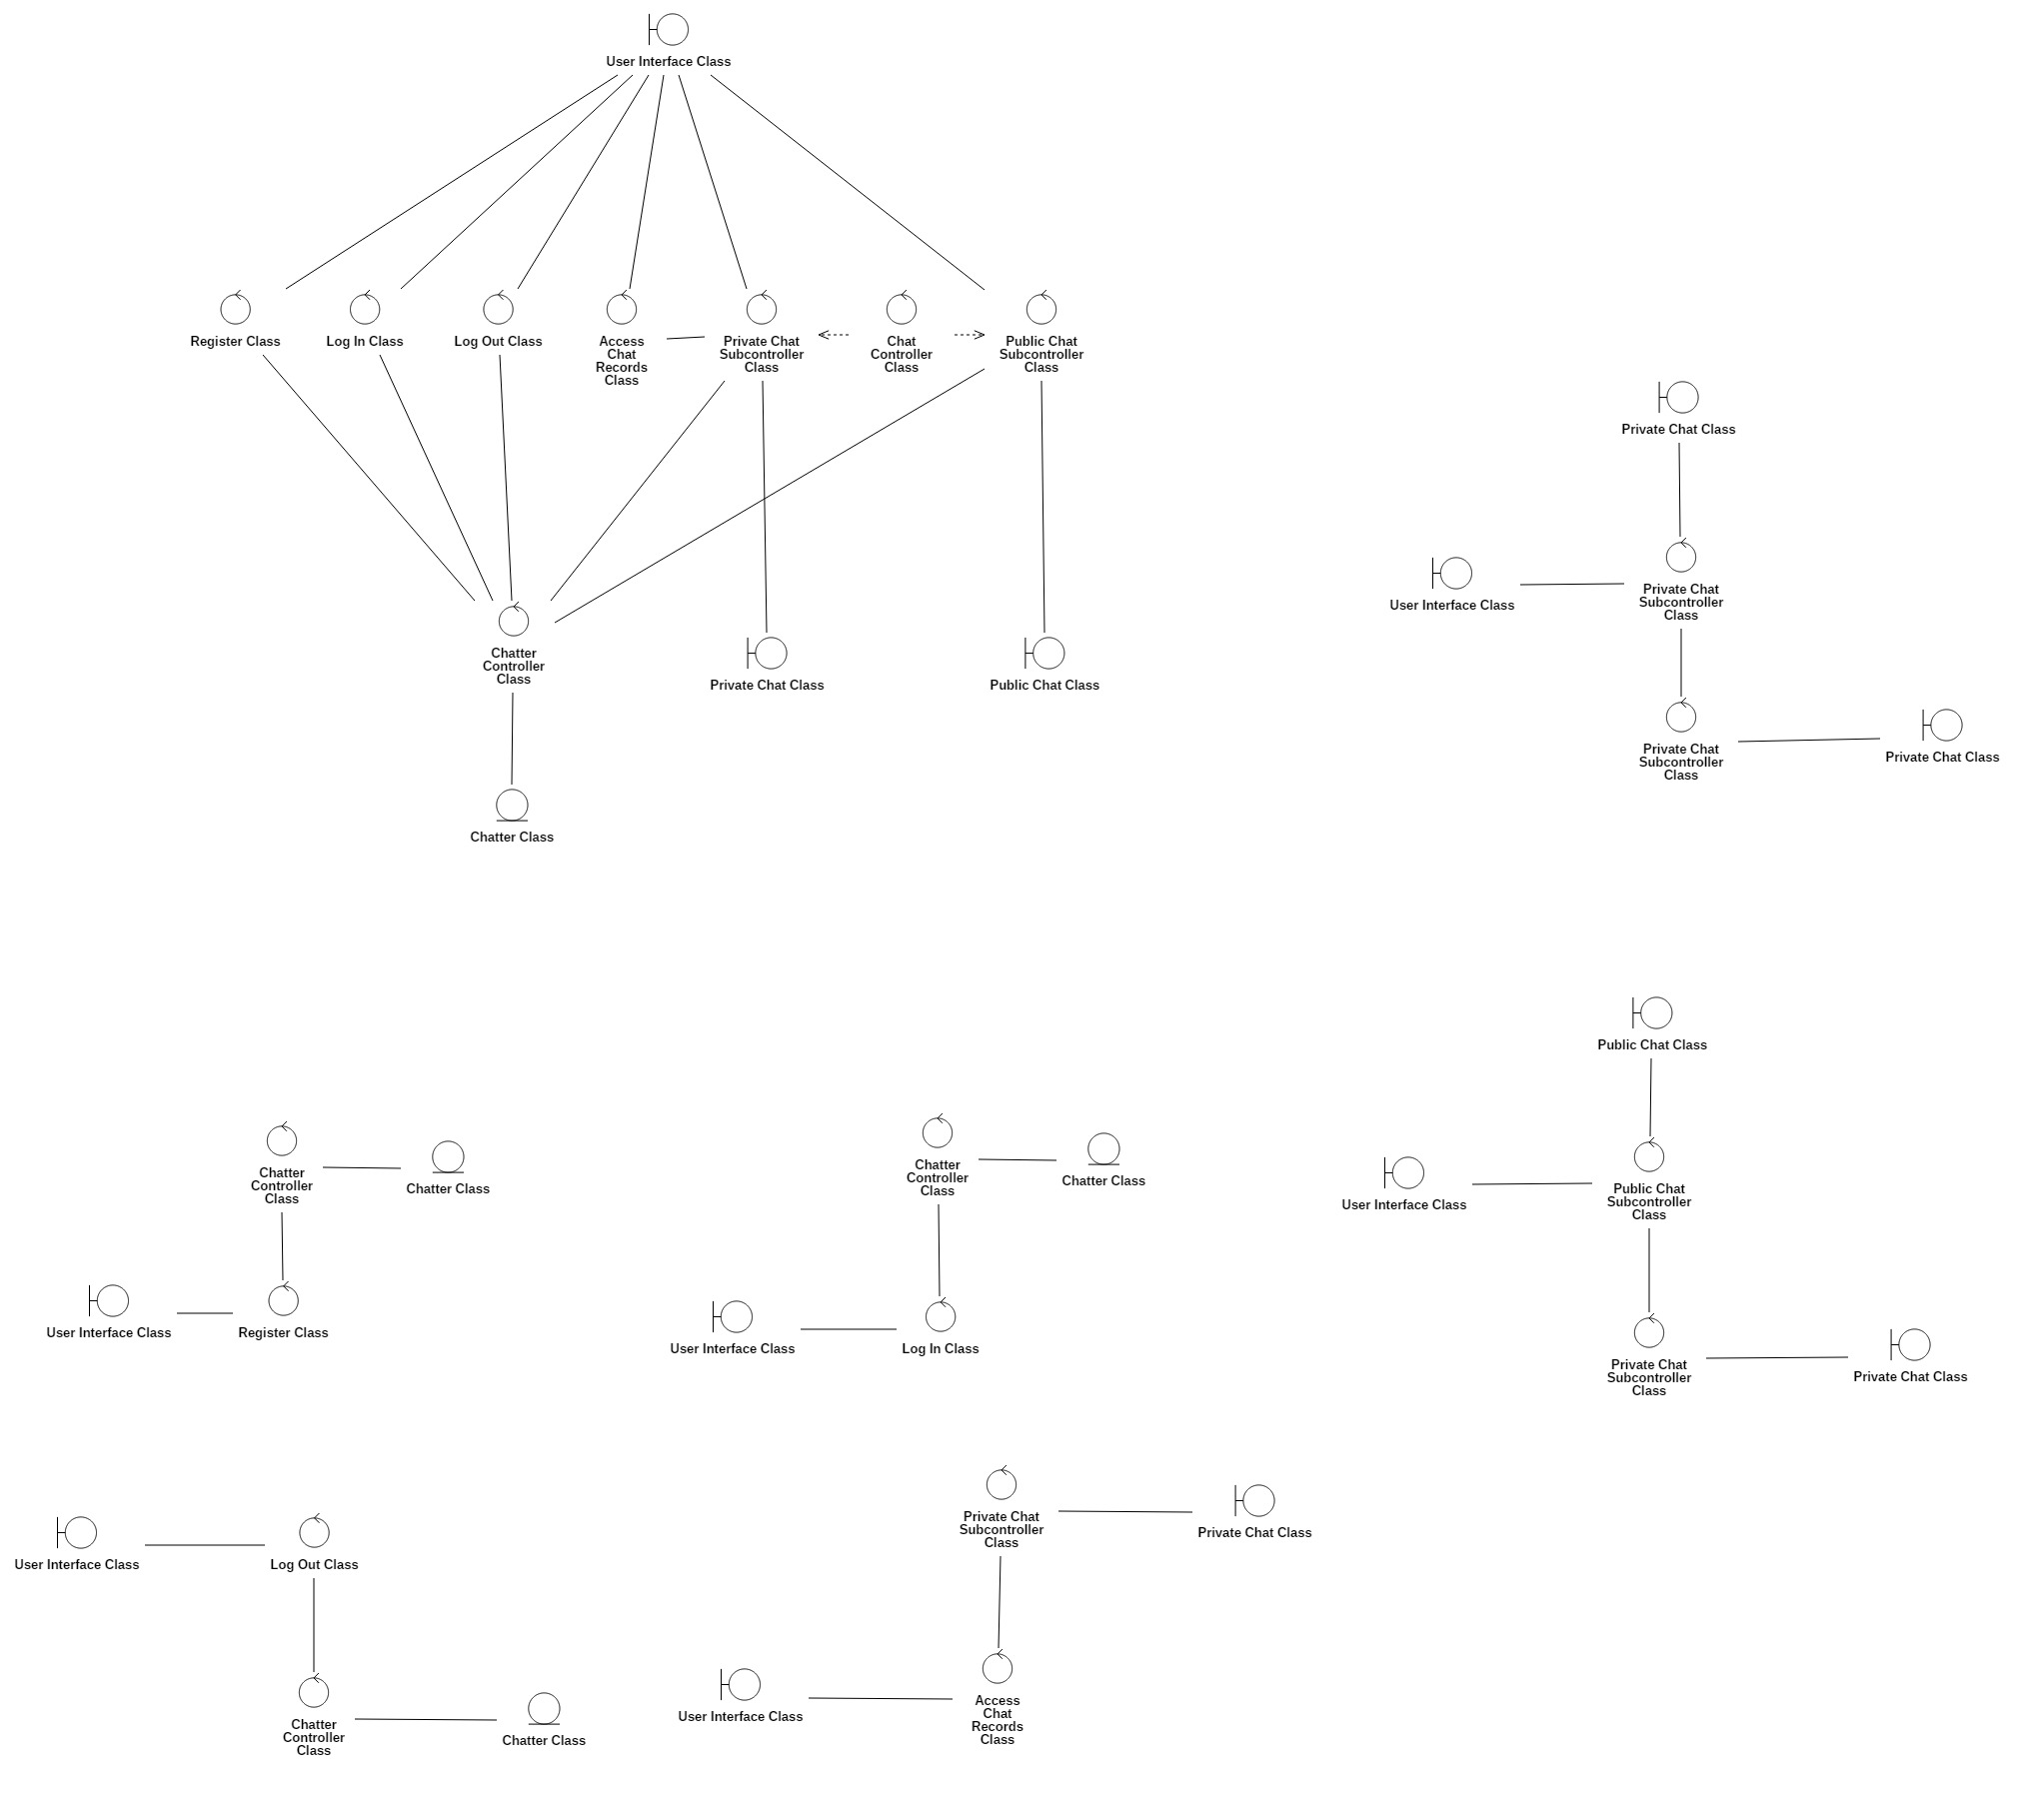 User Interface Class
Register Class
Log In Class
Log Out Class
Access
Chat
Records
Class
Private Chat
Subcontroller
Class
Chat
Controller
Class
Public Chat
Subcontroller
Class
Chatter
Controller
Class
Private Chat Class
Public Chat Class
Chatter Class
Private Chat Class
User Interface Class
Private Chat
Subcontroller
Class
Private Chat
Subcontroller
Class
Private Chat Class
Chatter
Controller
Class
Chatter Class
User Interface Class
Register Class
Chatter
Controller
Class
Chatter Class
User Interface Class
Log In Class
Public Chat Class
User Interface Class
Public Chat
Subcontroller
Class
Private Chat
Subcontroller
Class
Private Chat Class
User Interface Class
Log Out Class
Chatter
Controller
Class
Chatter Class
Private Chat
Subcontroller
Class
Private Chat Class
User Interface Class
Access
Chat
Records
Class